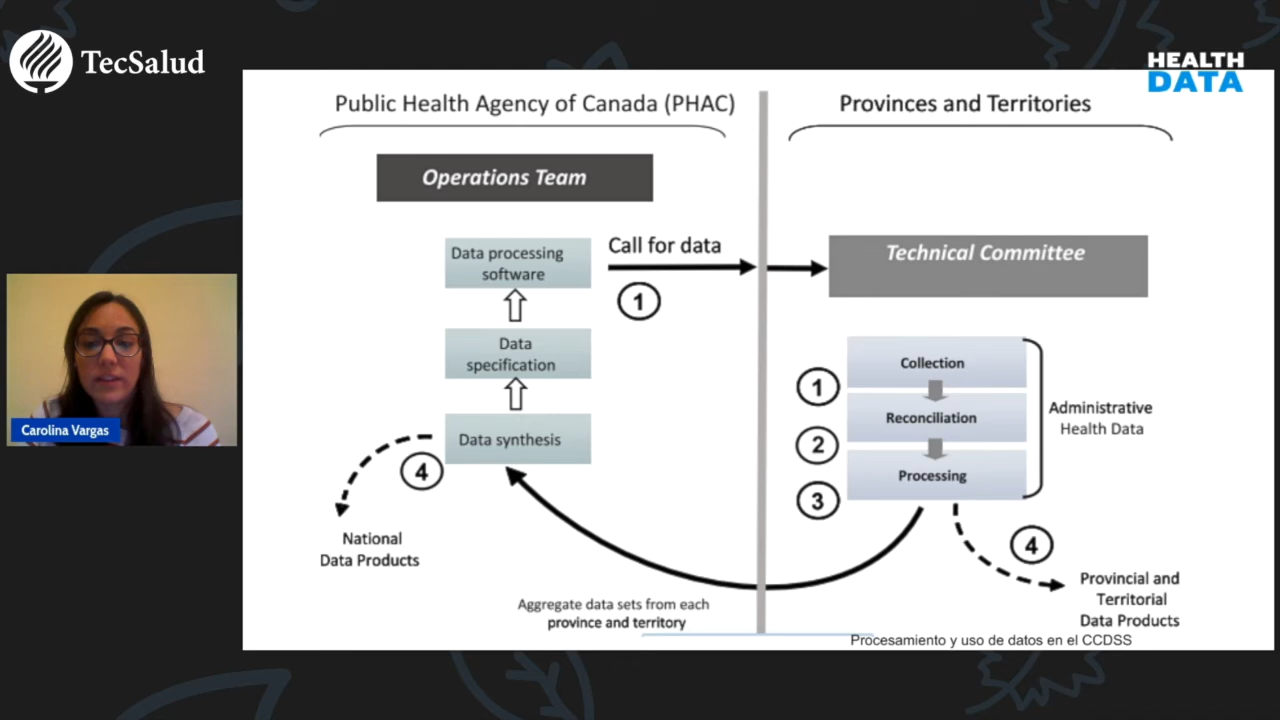 TecSalud
HEALTH
DATA
Public Health Agency of Canada (PHAC)
Provinces and Territories
Operations Team
Data processing
software
Call for data
1
Technical Committee
Data
specification
Data synthesis
4
National
Data Products
Collection
1
Reconciliation
2
Processing
3
Administrative
Health Data
4
Provincial and
Territorial
Data Products
Aggregate data sets from each
province and territory
Procesamiento y uso de datos en el CCDSS
Carolina Vargas